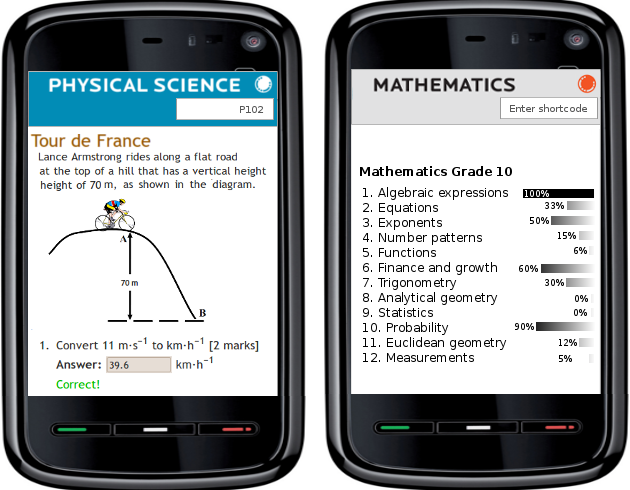 PHYSICAL SCIENCE
P102
Tour de France
Lance Armstrong rides along a flat road
at the top of a hill that has a vertical height
height of 70 m, as shown in the diagram.
A
70 m
B
1. Convert 11 m·s⁻¹ to km·h⁻¹ [2 marks]
Answer: 39.6 km·h⁻¹
Correct!
MATHEMATICS
Enter shortcode
Mathematics Grade 10
1. Algebraic expressions 100%
2. Equations 33%
3. Exponents 50%
4. Number patterns 15%
5. Functions 6%
6. Finance and growth 60%
7. Trigonometry 30%
8. Analytical geometry 0%
9. Statistics 0%
10. Probability 90%
11. Euclidean geometry 12%
12. Measurements 5%